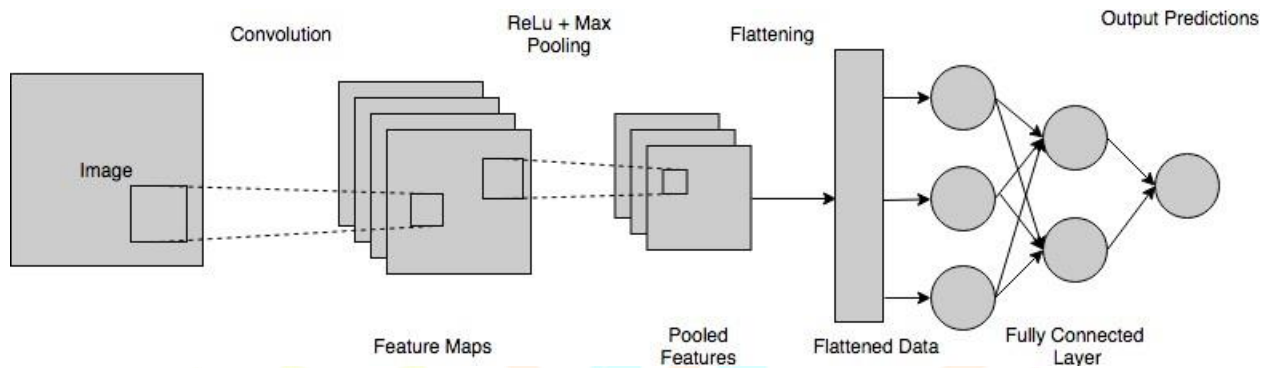 Convolution
ReLu + Max
Pooling
Flattening
Output Predictions
Image
Feature Maps
Pooled
Features
Flattened Data
Fully Connected
Layer